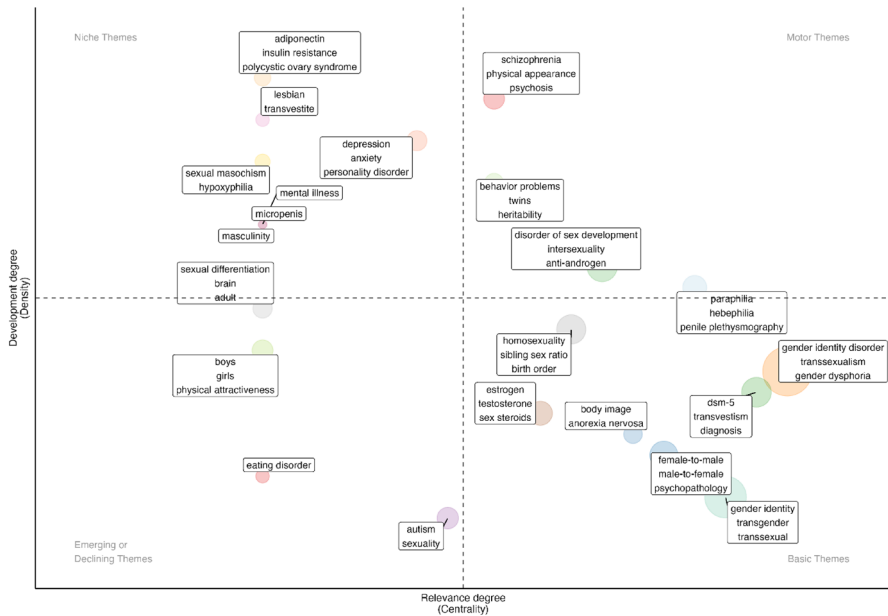 Niche Themes
Motor Themes
adiponectin
insulin resistance
polycystic ovary syndrome
schizophrenia
physical appearance
psychosis
lesbian
transvestite
depression
anxiety
personality disorder
sexual masochism
hypoxyphilia
mental illness
micropenis
masculinity
behavior problems
twins
heritability
disorder of sex development
intersexuality
anti-androgen
sexual differentiation
brain
adult
paraphilia
hebephilia
penile plethysmography
homosexuality
sibling sex ratio
birth order
gender identity disorder
transsexualism
gender dysphoria
boys
girls
physical attractiveness
estrogen
testosterone
sex steroids
body image
anorexia nervosa
dsm-5
transvestism
diagnosis
eating disorder
female-to-male
male-to-female
psychopathology
gender identity
transgender
transsexual
autism
sexuality
Emerging or
Declining Themes
Basic Themes
Development degree
(Density)
Relevance degree
(Centrality)